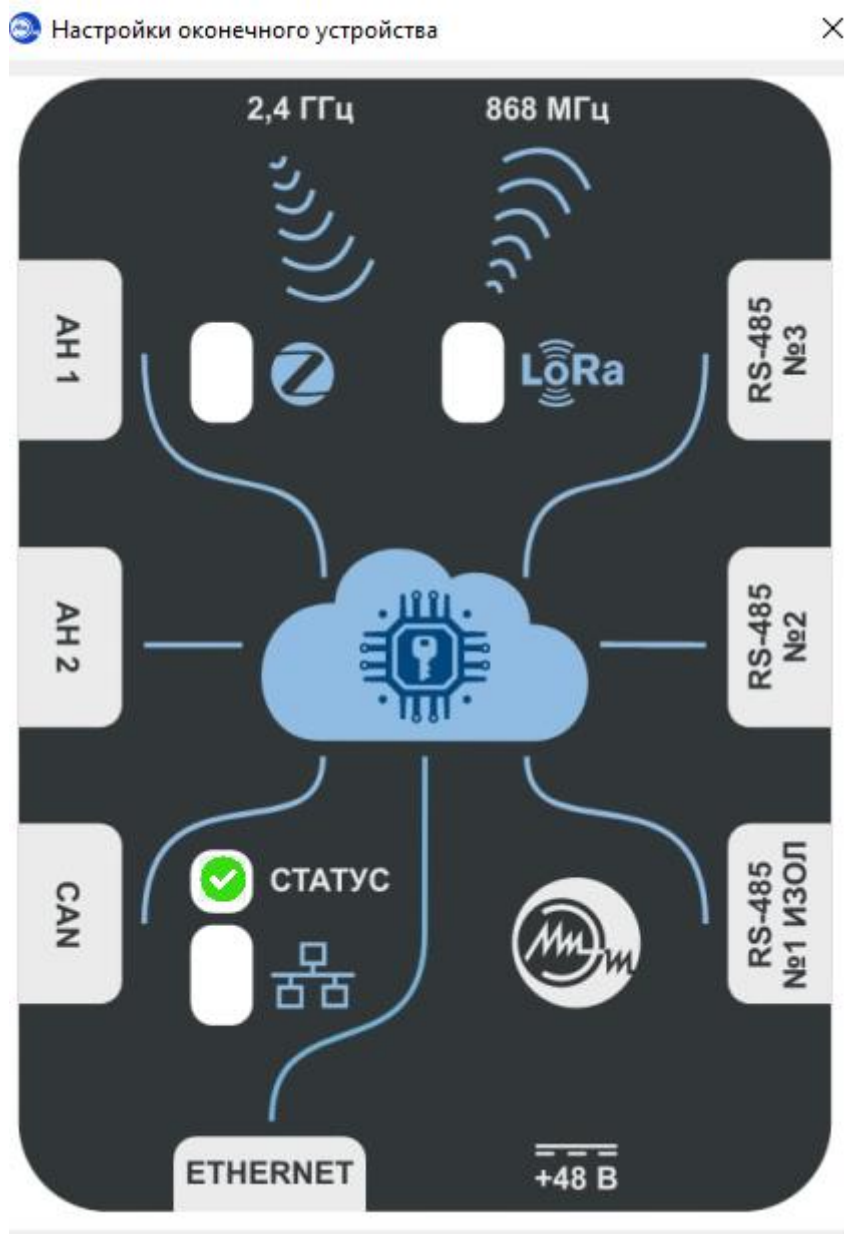 Настройки оконечного устройства
2,4 ГГц
868 МГц
АН 1
LoRa
RS-485
№3
АН 2
RS-485
№2
CAN
СТАТУС
RS-485
№1 ИЗОЛ
ETHERNET
+48 В